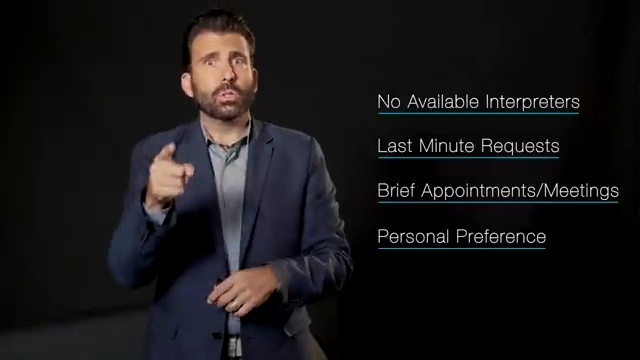 No Available Interpreters
Last Minute Requests
Brief Appointments/Meetings
Personal Preference